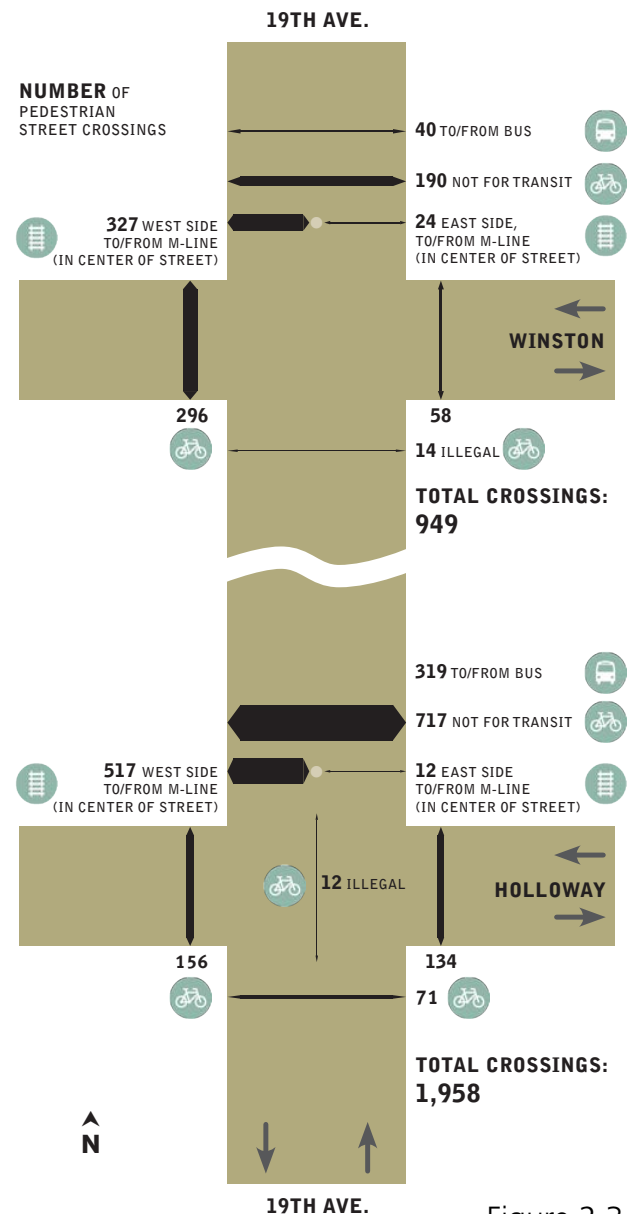 19TH AVE.
NUMBER OF
PEDESTRIAN
STREET CROSSINGS
40 TO/FROM BUS
190 NOT FOR TRANSIT
327 WEST SIDE
TO/FROM M-LINE
(IN CENTER OF STREET)
24 EAST SIDE,
TO/FROM M-LINE
(IN CENTER OF STREET)
WINSTON
296
58
14 ILLEGAL
TOTAL CROSSINGS:
949
319 TO/FROM BUS
717 NOT FOR TRANSIT
517 WEST SIDE
TO/FROM M-LINE
(IN CENTER OF STREET)
12 EAST SIDE
TO/FROM M-LINE
(IN CENTER OF STREET)
12 ILLEGAL
HOLLOWAY
156
134
71
TOTAL CROSSINGS:
1,958
N
19TH AVE.